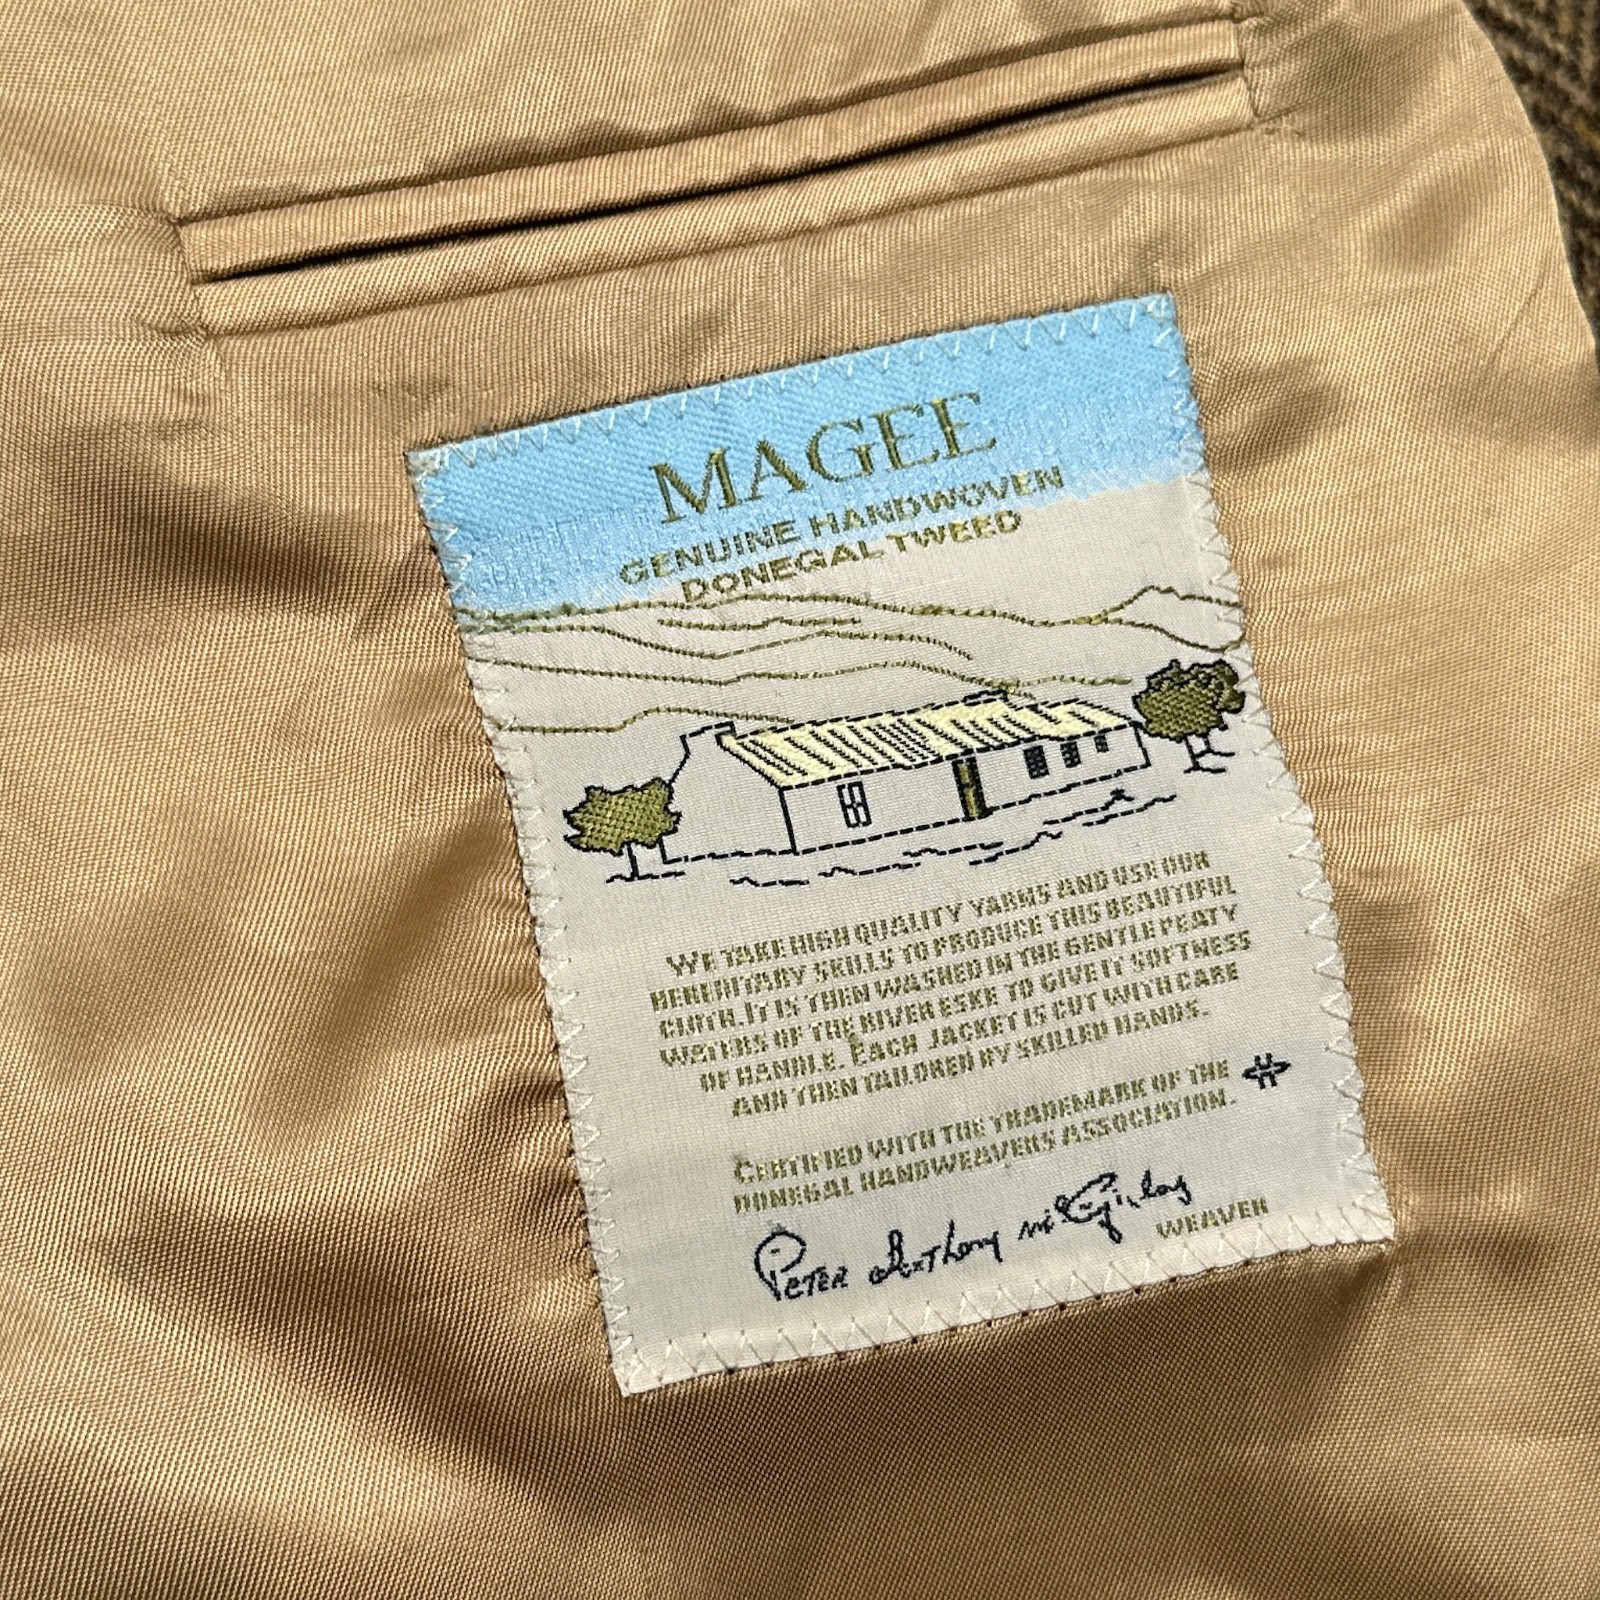 MAGEE
GENUINE HANDWOVEN
DONEGAL TWEED
WE TAKE HIGH QUALITY YARNS AND USE OUR
HEREDITARY SKILLS TO PRODUCE THIS BEAUTIFUL
CLOTH. IT IS THEN WASHED IN THE GENTLE PEATY
WATERS OF THE RIVER ESKE TO GIVE IT SOFTNESS
OF HANDLE. EACH JACKET IS CUT WITH CARE
AND THEN TAILORED BY SKILLED HANDS.
CERTIFIED WITH THE TRADEMARK OF THE
DONEGAL HANDWEAVERS ASSOCIATION.
PETER Anthony
WEAVER